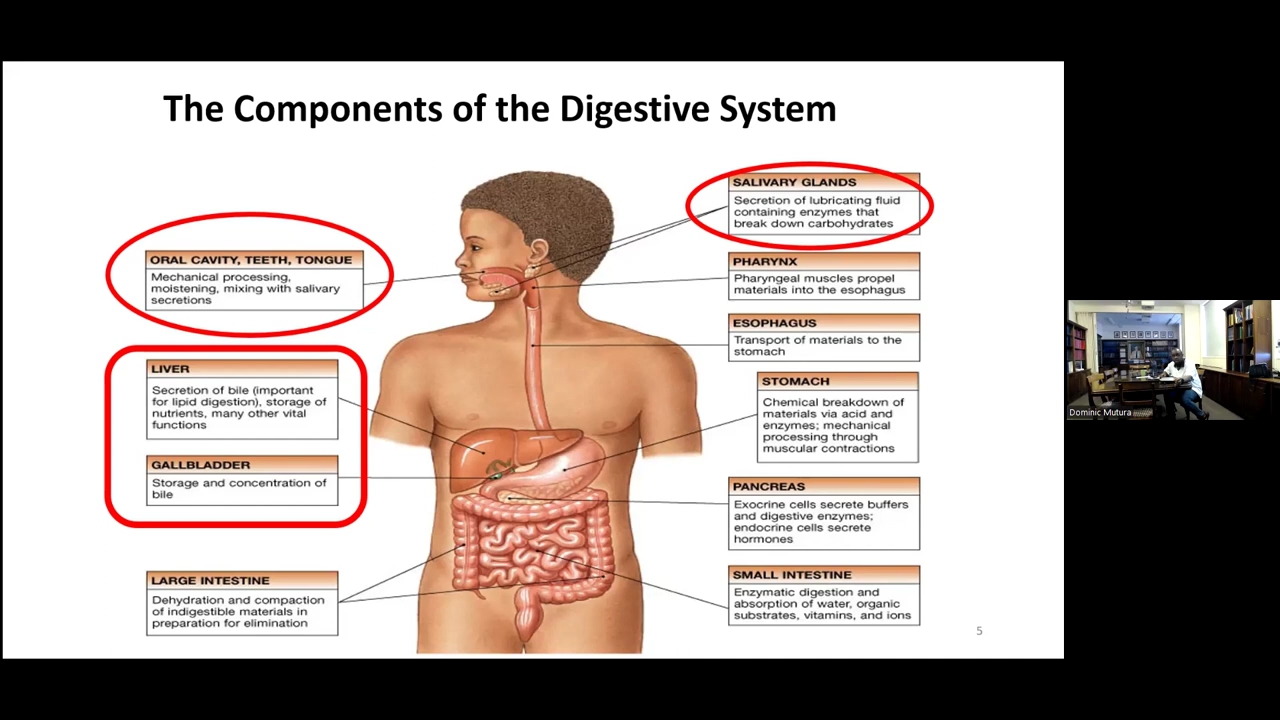 The Components of the Digestive System
ORAL CAVITY, TEETH, TONGUE
Mechanical processing,
moistening, mixing with salivary
secretions
LIVER
Secretion of bile (important
for lipid digestion), storage of
nutrients, many other vital
functions
GALLBLADDER
Storage and concentration of
bile
LARGE INTESTINE
Dehydration and compaction
of indigestible materials in
preparation for elimination
SALIVARY GLANDS
Secretion of lubricating fluid
containing enzymes that
break down carbohydrates
PHARYNX
Pharyngeal muscles propel
materials into the esophagus
ESOPHAGUS
Transport of materials to the
stomach
STOMACH
Chemical breakdown of
materials via acid and
enzymes; mechanical
processing through
muscular contractions
PANCREAS
Exocrine cells secrete buffers
and digestive enzymes;
endocrine cells secrete
hormones
SMALL INTESTINE
Enzymatic digestion and
absorption of water, organic
substrates, vitamins, and ions
5
Dominic Mutura